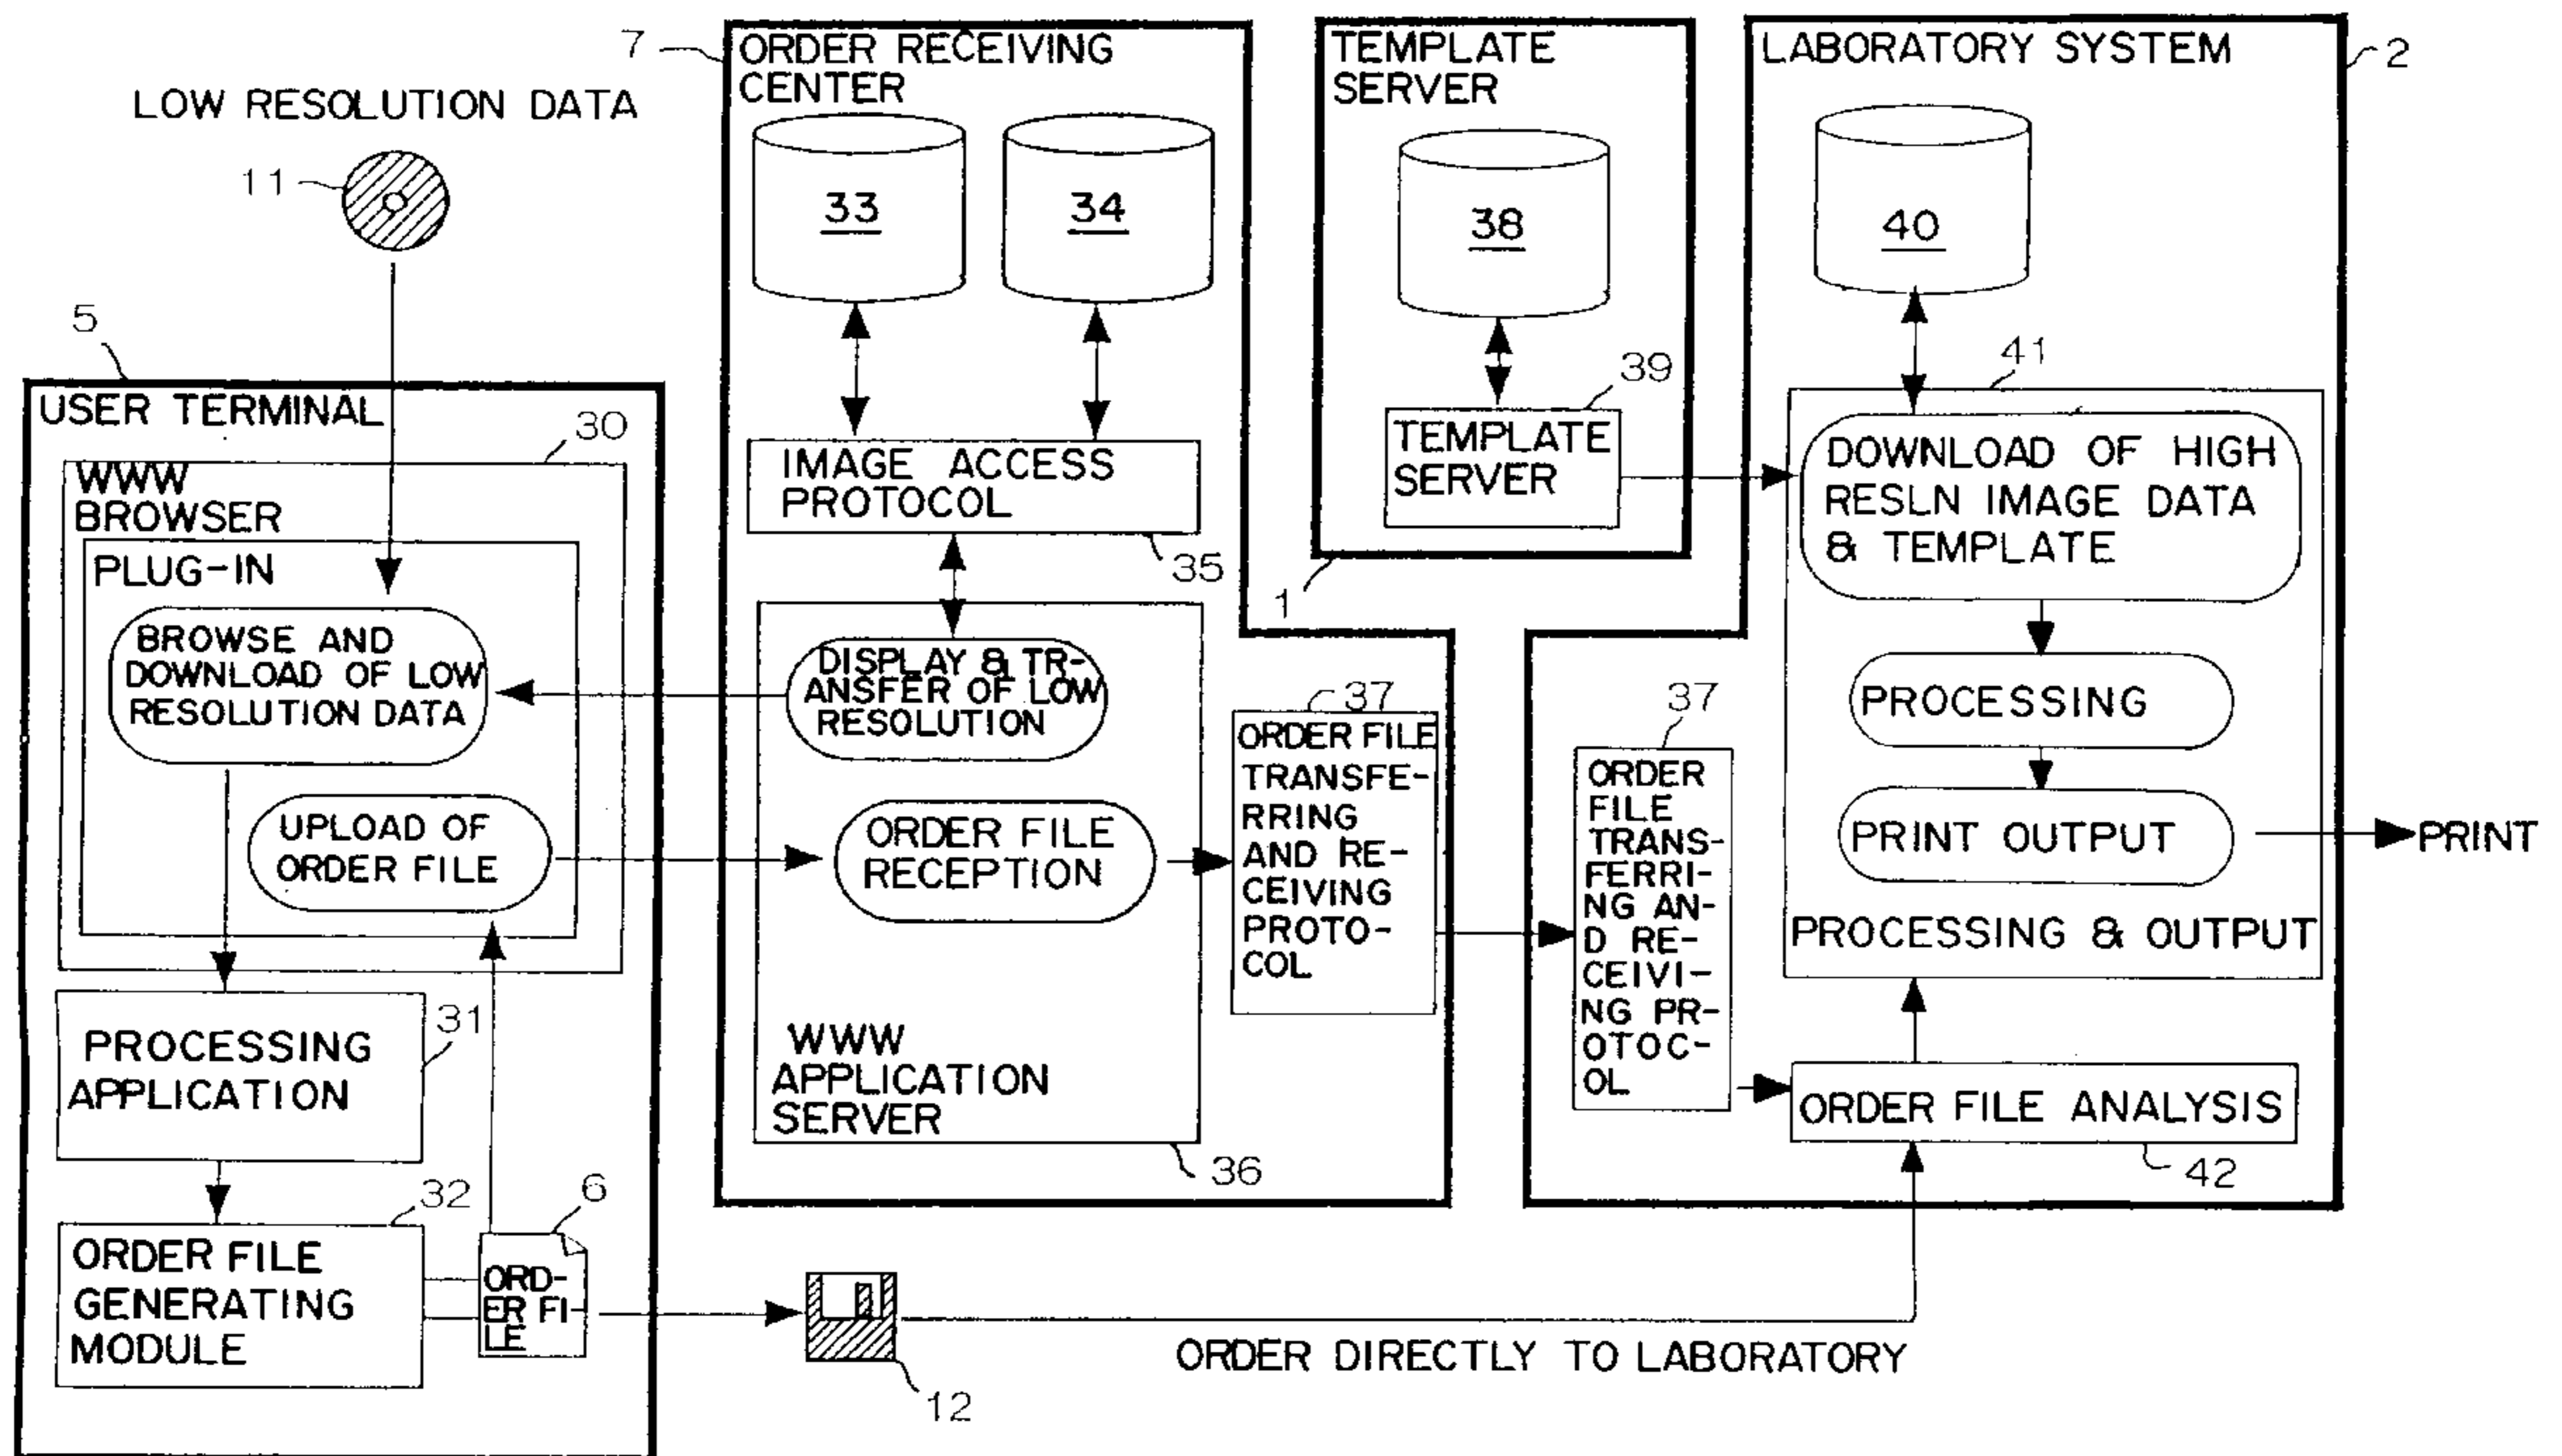 LOW RESOLUTION DATA
11
5
USER TERMINAL
30
WWW
BROWSER
PLUG-IN
BROWSE AND
DOWNLOAD OF LOW
RESOLUTION DATA
UPLOAD OF
ORDER FILE
31
PROCESSING
APPLICATION
32
ORDER FILE
GENERATING
MODULE
6
ORD-
ER FI-
LE
12
ORDER DIRECTLY TO LABORATORY
7
ORDER RECEIVING
CENTER
33
34
IMAGE ACCESS
PROTOCOL
35
DISPLAY & TR-
ANSFER OF LOW
RESOLUTION
ORDER FILE
RECEPTION
WWW
APPLICATION
SERVER
36
37
ORDER FILE
TRANSFE-
RRING
AND RE-
CEIVING
PROTO-
COL
TEMPLATE
SERVER
38
39
TEMPLATE
SERVER
1
LABORATORY SYSTEM
2
40
41
DOWNLOAD OF HIGH
RESLN IMAGE DATA
& TEMPLATE
PROCESSING
PRINT OUTPUT
PRINT
PROCESSING & OUTPUT
37
ORDER
FILE
TRANS-
FERRI-
NG AN-
D RE-
CEIVI-
NG PR-
OTOC-
OL
ORDER FILE ANALYSIS
42